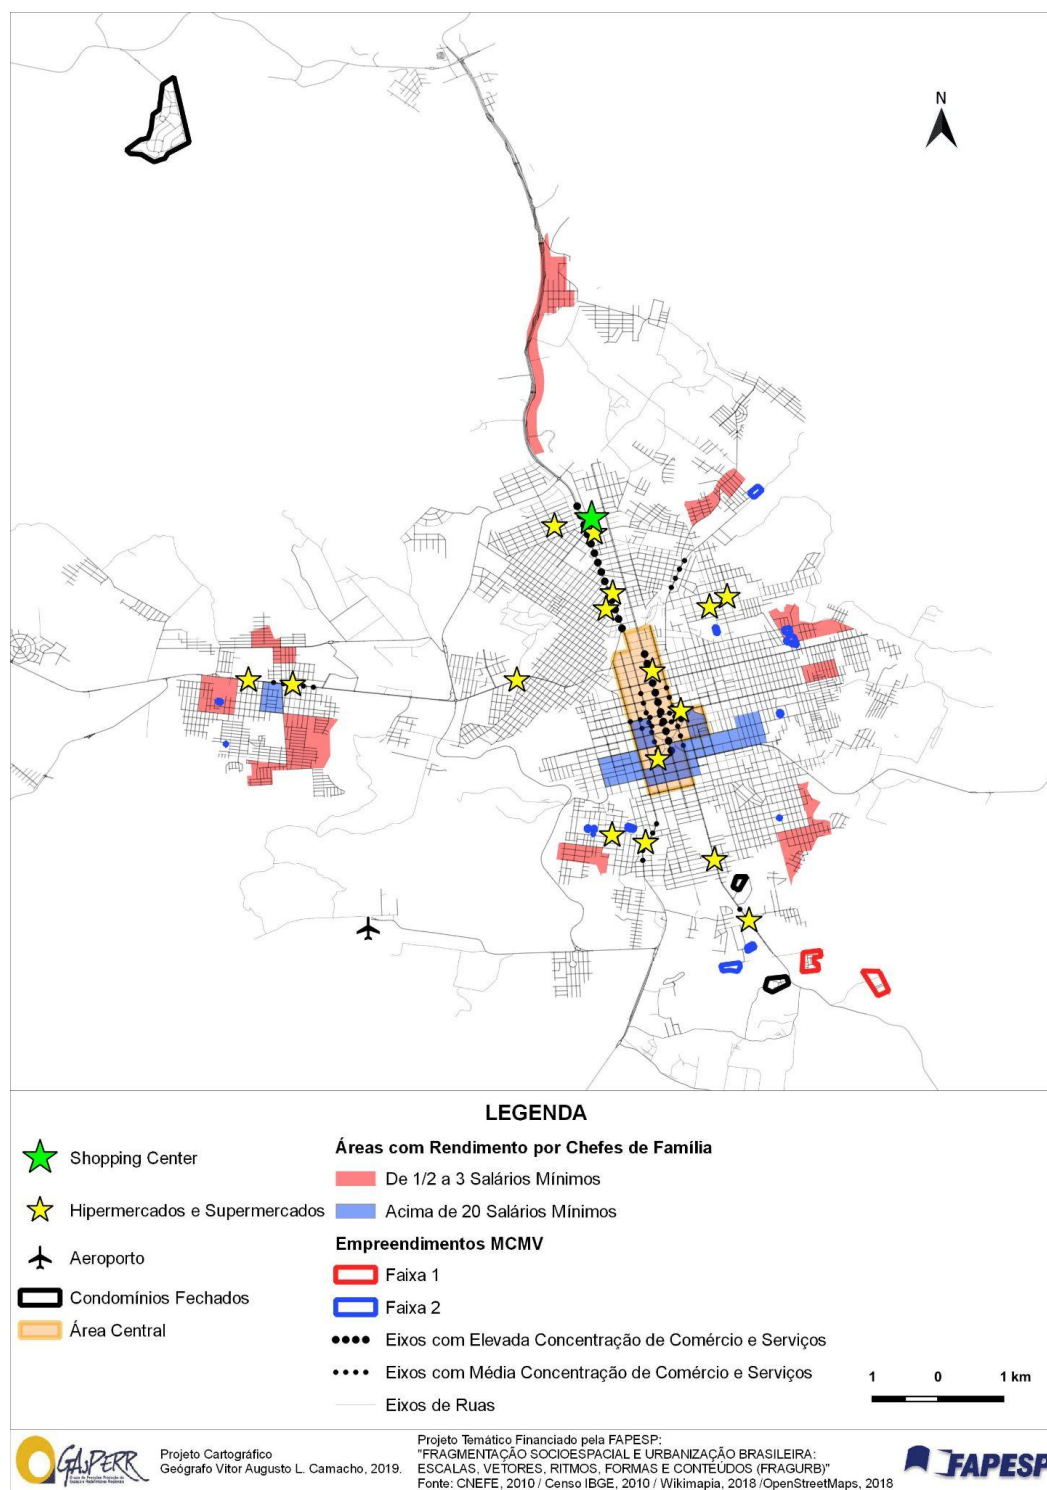 N
LEGENDA
Shopping Center
Hipermercados e Supermercados
Aeroporto
Condomínios Fechados
Área Central
Áreas com Rendimento por Chefes de Família
De 1/2 a 3 Salários Mínimos
Acima de 20 Salários Mínimos
Empreendimentos MCMV
Faixa 1
Faixa 2
Eixos com Elevada Concentração de Comércio e Serviços
Eixos com Média Concentração de Comércio e Serviços
Eixos de Ruas
1 0 1 km
GAsPERR
Projeto Cartográfico
Geógrafo Vitor Augusto L. Camacho, 2019.
Projeto Temático Financiado pela FAPESP:
"FRAGMENTAÇÃO SOCIOESPACIAL E URBANIZAÇÃO BRASILEIRA:
ESCALAS, VETORES, RITMOS, FORMAS E CONTEÚDOS (FRAGURB)"
Fonte: CNEFE, 2010 / Censo IBGE, 2010 / Wikimapia, 2018 /OpenStreetMaps, 2018
FAPESP